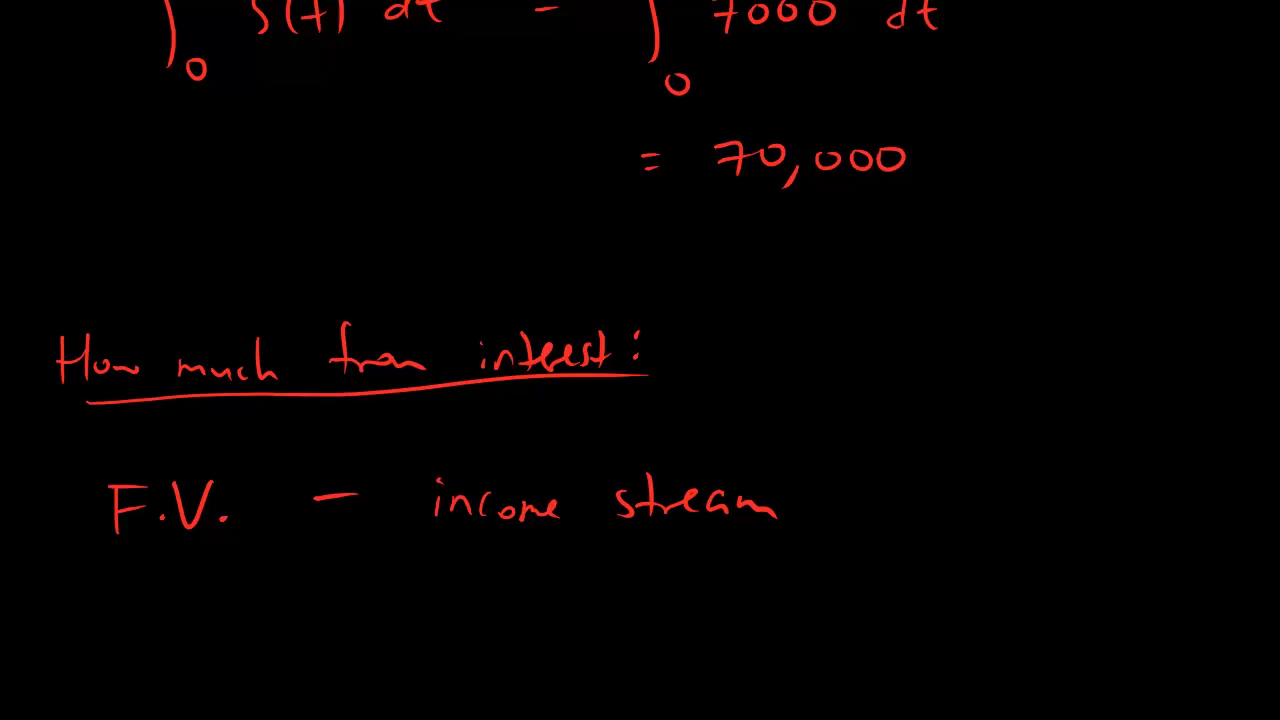 ∫ S(t) dt = ∫ 7000 dt
0 0
= 70,000
How much from interest:
F.V. - income stream